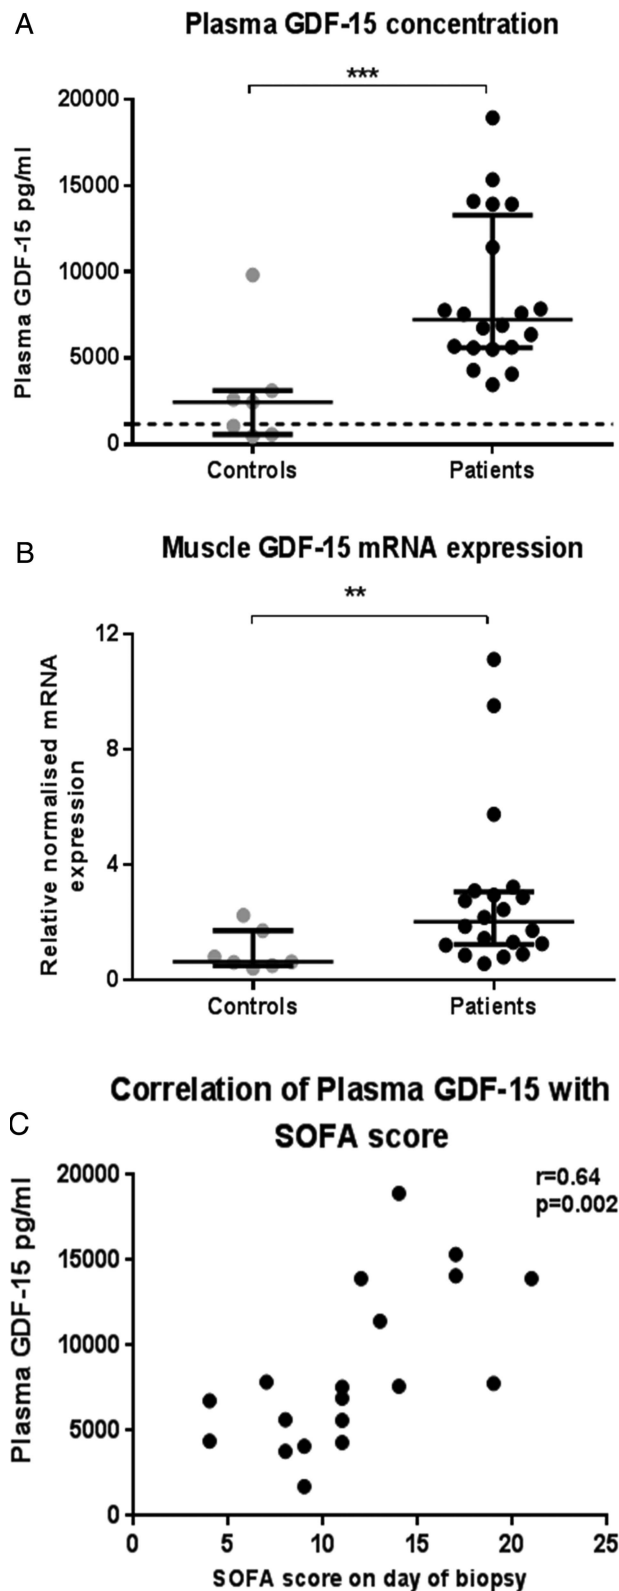 A
Plasma GDF-15 concentration
***
Plasma GDF-15 pg/ml
20000
15000
10000
5000
0
Controls
Patients
B
Muscle GDF-15 mRNA expression
**
Relative normalised mRNA
expression
12
8
4
0
Controls
Patients
C
Correlation of Plasma GDF-15 with
SOFA score
r=0.64
p=0.002
Plasma GDF-15 pg/ml
20000
15000
10000
5000
0
0
5
10
15
20
25
SOFA score on day of biopsy